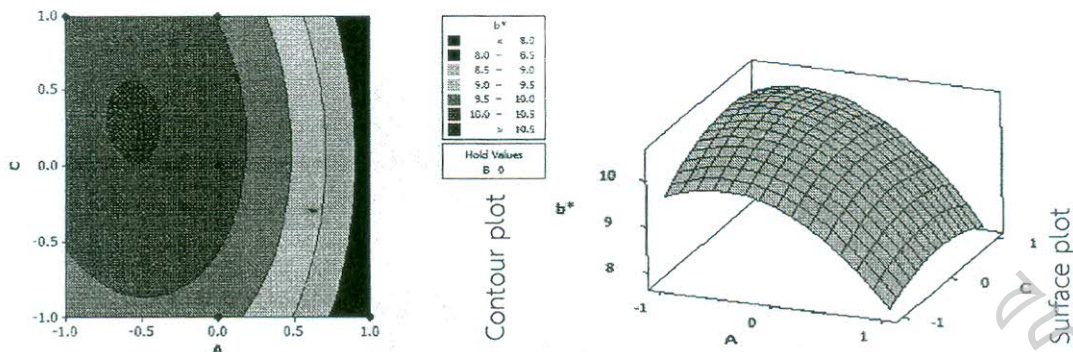 1.0
0.5
0.0
-0.5
-1.0
C
-1.0
-0.5
0.0
0.5
1.0
A
b*
< 8.0
8.0 - 8.5
8.5 - 9.0
9.0 - 9.5
9.5 - 10.0
10.0 - 10.5
> 10.5
Hold Values
B 0
Contour plot
b*
10
9
8
-1
0
1
A
1
0
-1
C
Surface plot